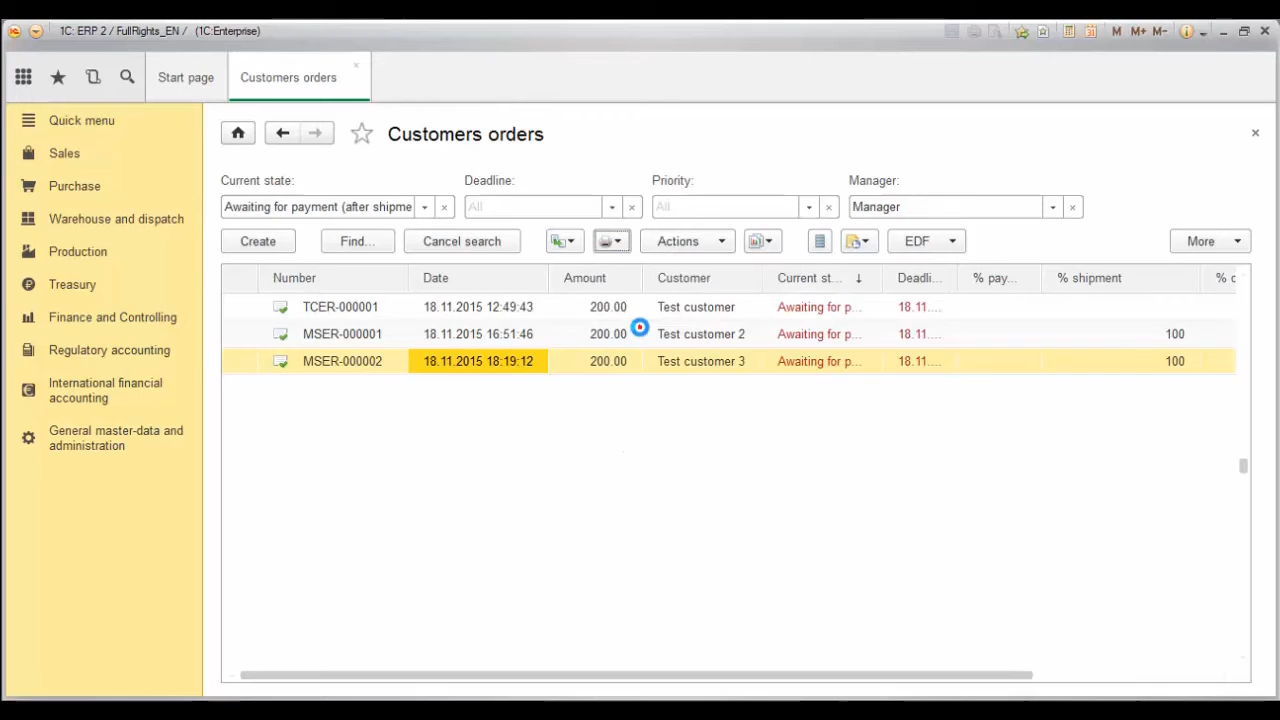 1C: ERP 2 / FullRights_EN / (1C:Enterprise)
M M+ M-
Start page
Customers orders
Quick menu
Sales
Purchase
Warehouse and dispatch
Production
Treasury
Finance and Controlling
Regulatory accounting
International financial
accounting
General master-data and
administration
Customers orders
Current state: Deadline: Priority: Manager:
Awaiting for payment (after shipme All All Manager
Create Find... Cancel search Actions EDF More
Number Date Amount Customer Current st... Deadli... % pay... % shipment % c
TCER-000001 18.11.2015 12:49:43 200.00 Test customer Awaiting for p... 18.11....
MSER-000001 18.11.2015 16:51:46 200.00 Test customer 2 Awaiting for p... 18.11.... 100
MSER-000002 18.11.2015 18:19:12 200.00 Test customer 3 Awaiting for p... 18.11.... 100